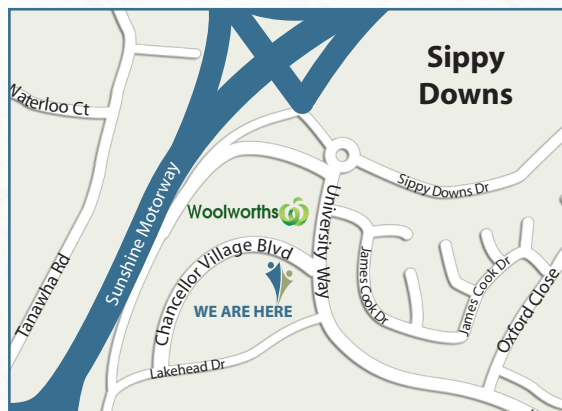 Sippy
Downs
Waterloo Ct
Sippy Downs Dr
Sunshine Motorway
Woolworths
University Way
Chancellor Village Blvd
James Cook Dr
James Cook Dr
Tanawha Rd
WE ARE HERE
Oxford Close
Lakehead Dr